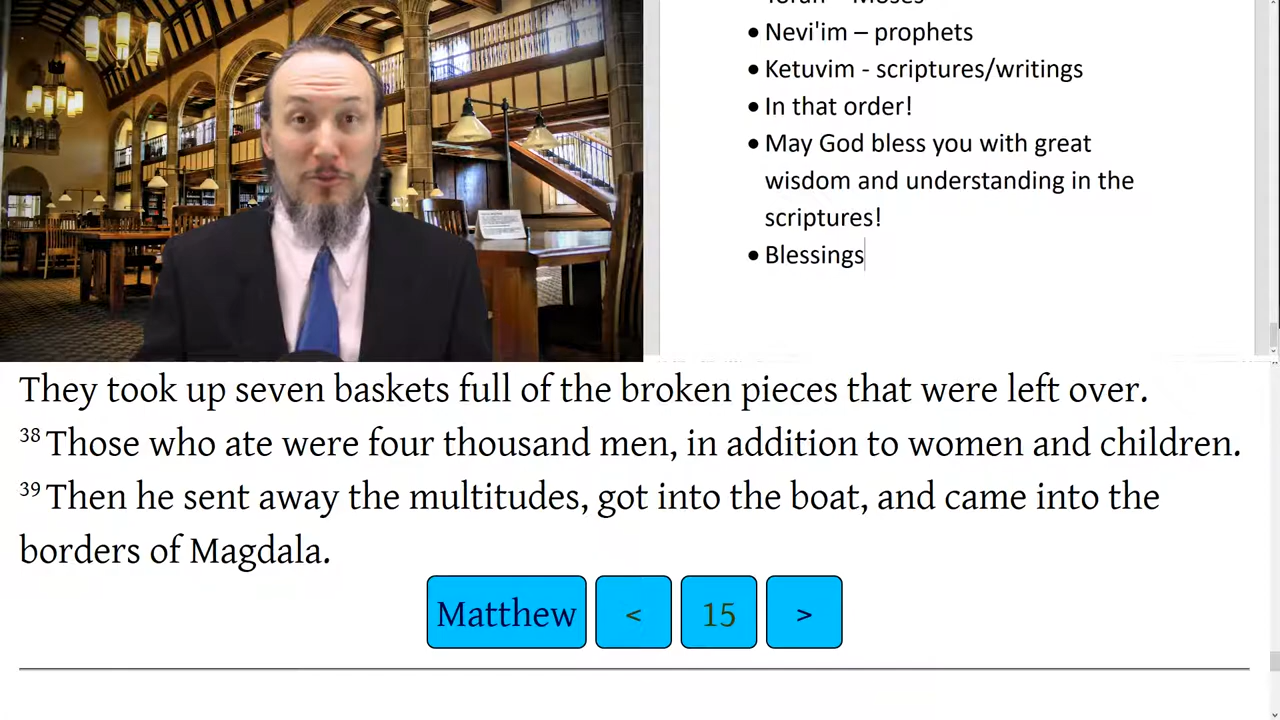 Torah – Moses
• Nevi'im – prophets
• Ketuvim - scriptures/writings
• In that order!
• May God bless you with great
wisdom and understanding in the
scriptures!
• Blessings
They took up seven baskets full of the broken pieces that were left over.
38 Those who ate were four thousand men, in addition to women and children.
39 Then he sent away the multitudes, got into the boat, and came into the
borders of Magdala.
Matthew < 15 >